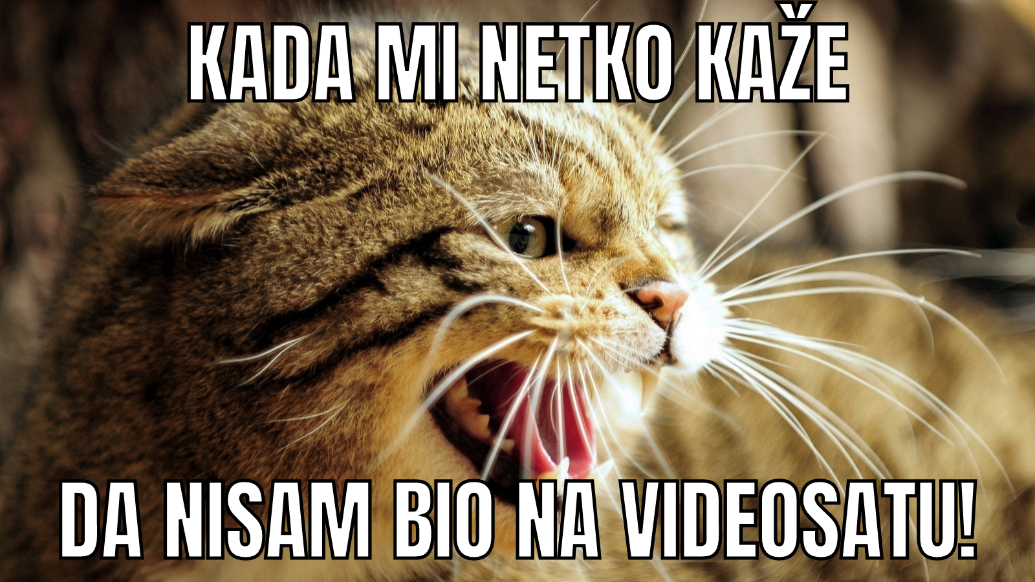 KADA MI NETKO KAŽE
DA NISAM BIO NA VIDEOSATU!